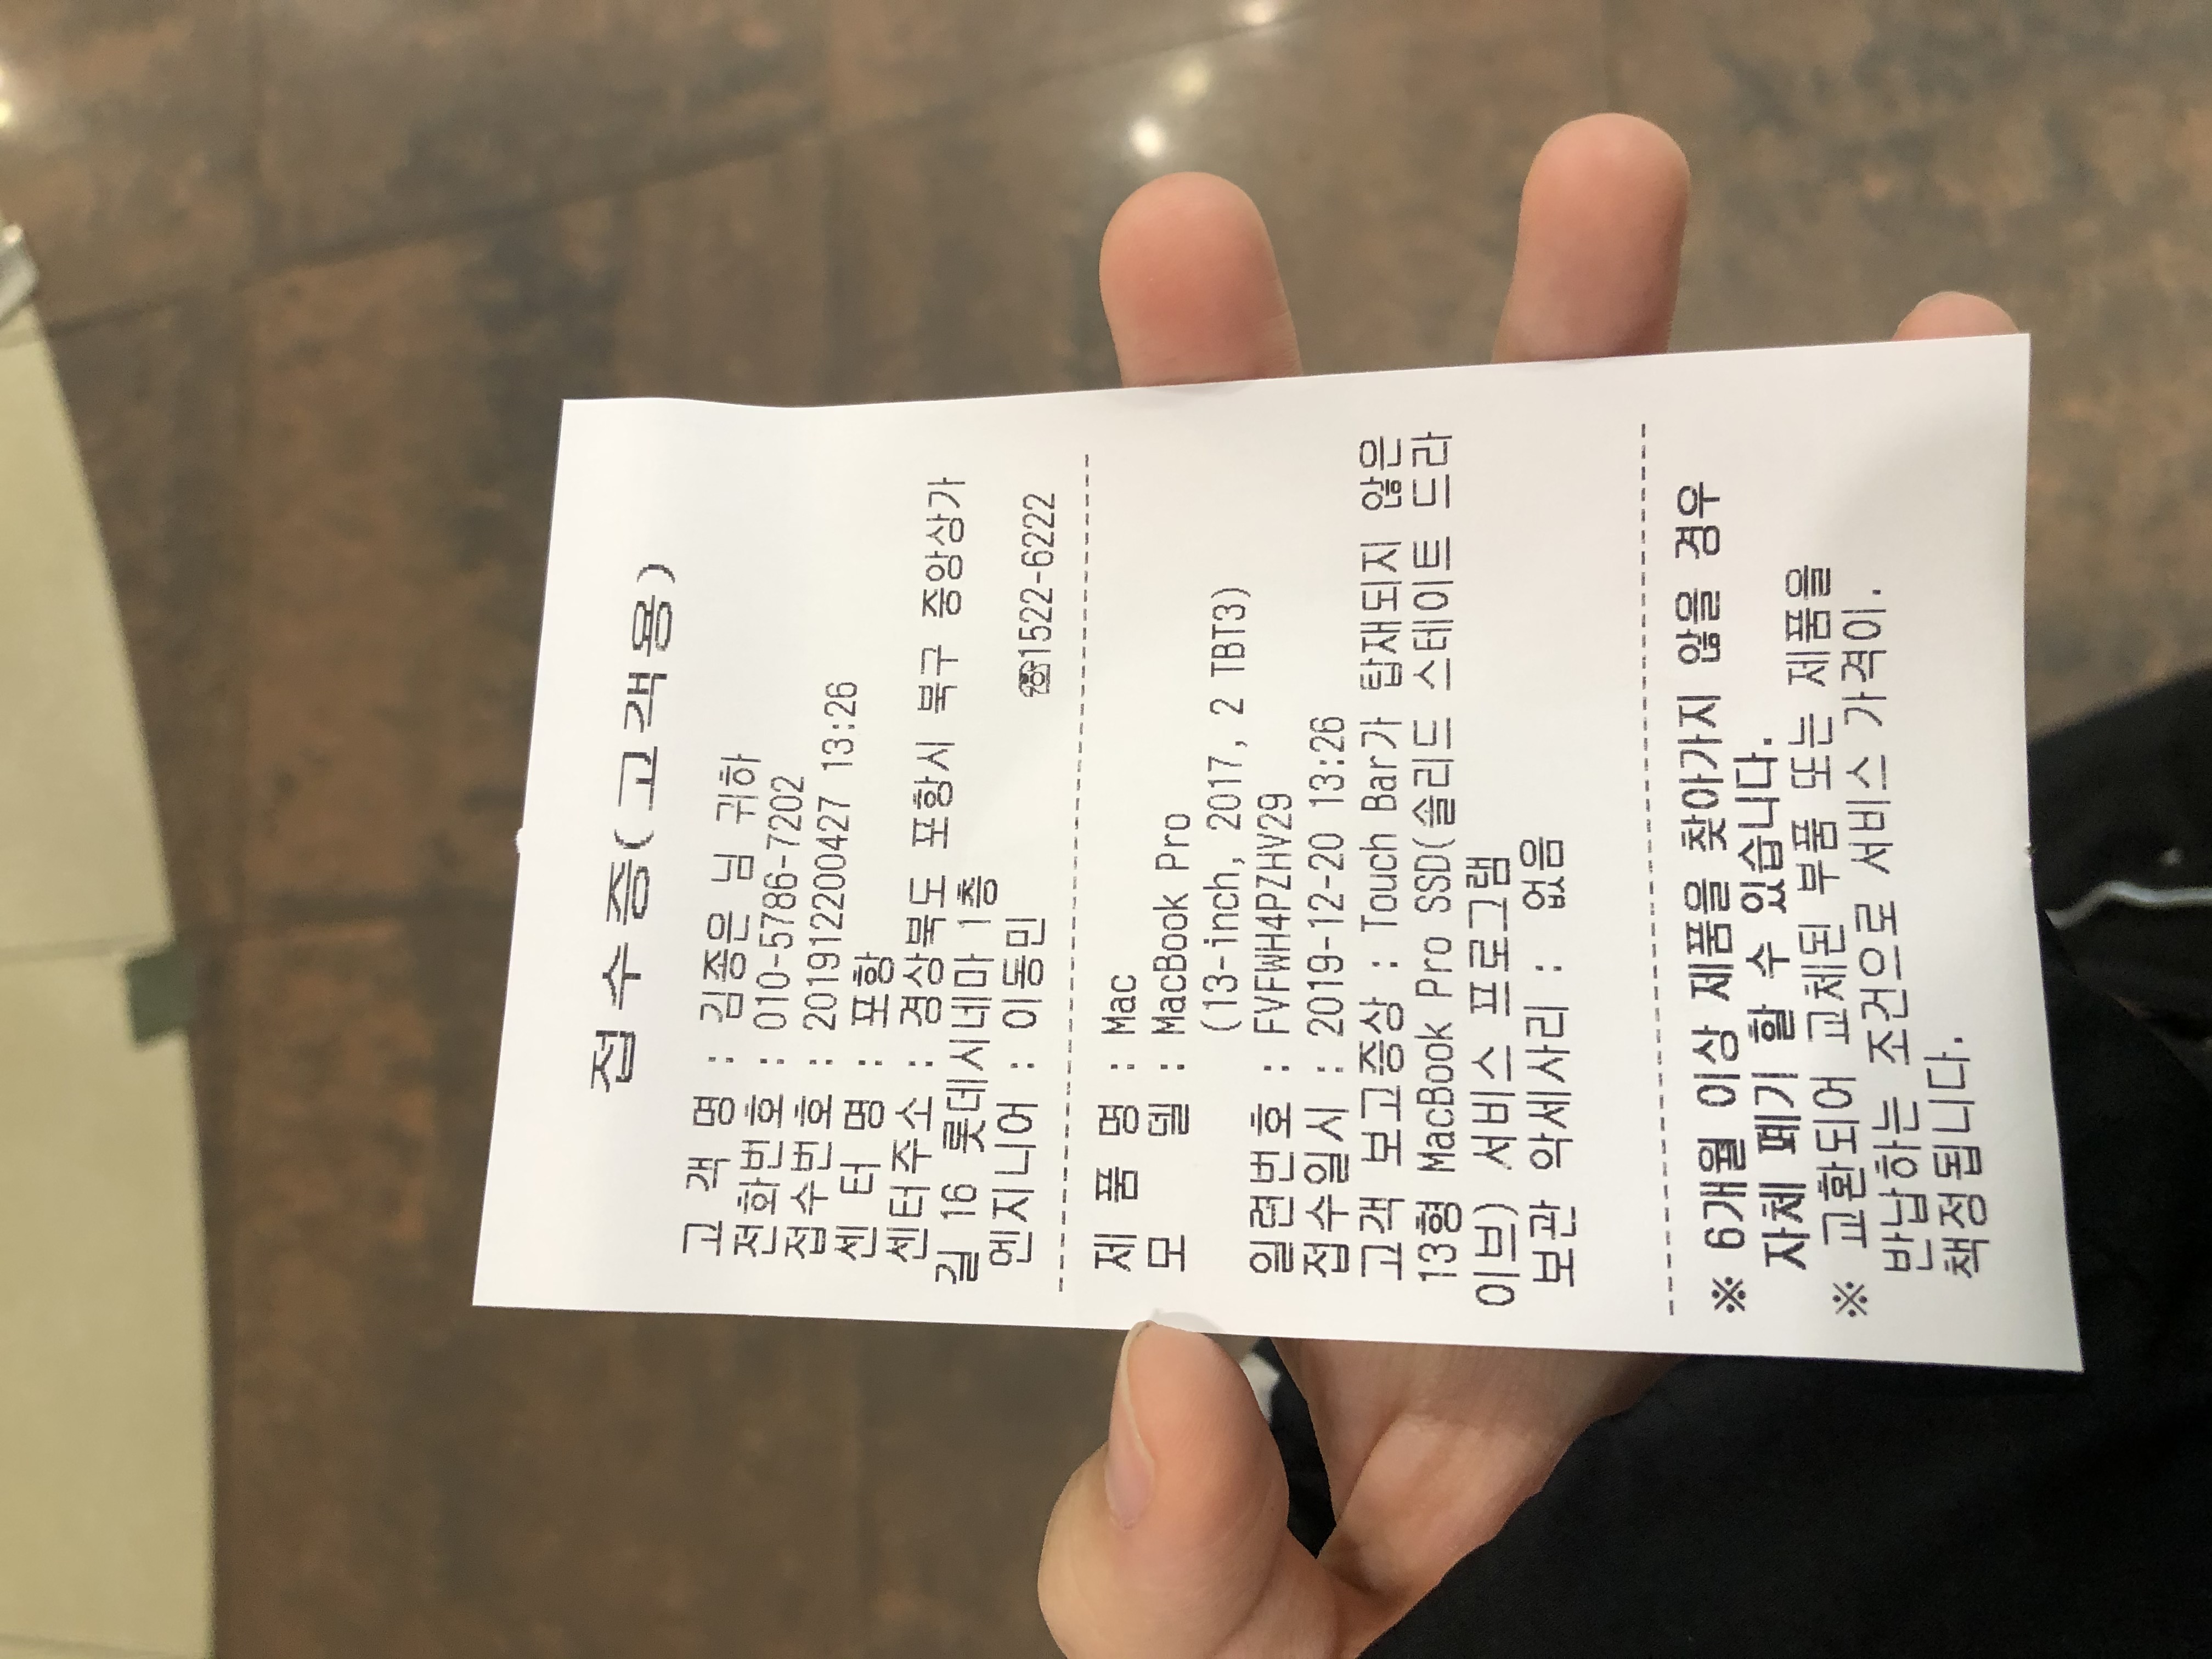 접수증(고객용)
고 객 명 : 김종은 님 귀하
전화번호 : 010-5786-7202
접수번호 : 201912200427 13:26
센 터 명 : 포항
센터주소 : 경상북도 포항시 북구 중앙상가
길 16 롯데시네마 1층
엔지니어 : 이동민 ☏1522-6222
제 품 명 : Mac
모 델 : MacBook Pro
(13-inch, 2017, 2 TBT3)
일련번호 : FVFWH4PZHV29
접수일시 : 2019-12-20 13:26
고객 보고증상 : Touch Bar가 탑재되지 않은
13형 MacBook Pro SSD(솔리드 스테이트 드라
이브) 서비스 프로그램
보관 악세사리 : 없음
※ 6개월 이상 제품을 찾아가지 않을 경우
자체 폐기 할 수 있습니다.
※ 교환되어 교체된 부품 또는 제품을
반납하는 조건으로 서비스 가격이.
책정됩니다.